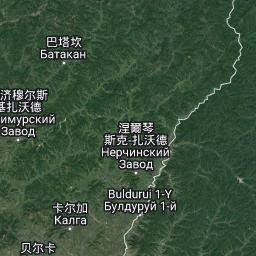 巴塔坎
Батакан
济穆尔斯
基扎沃德
имурский
Завод
涅爾琴
斯克-扎沃德
Нерчинский
Завод
Buldurui 1-Y
Булдуруй 1-й
卡尔加
Калга
贝尔卡